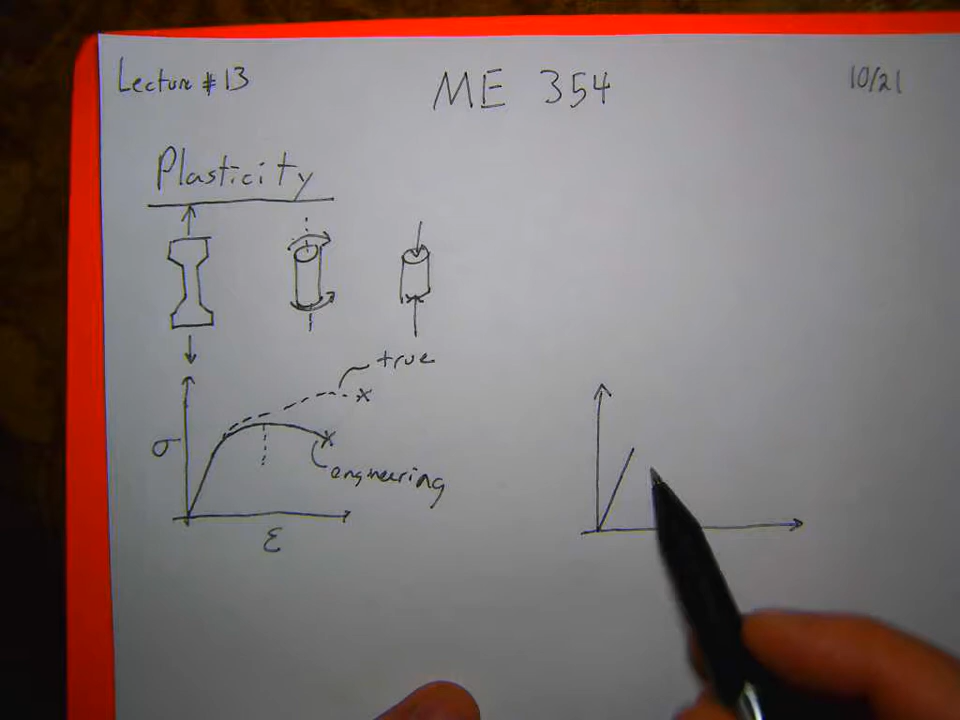 Lecture #13
ME 354
10/21
Plasticity
true
σ
engineering
ε